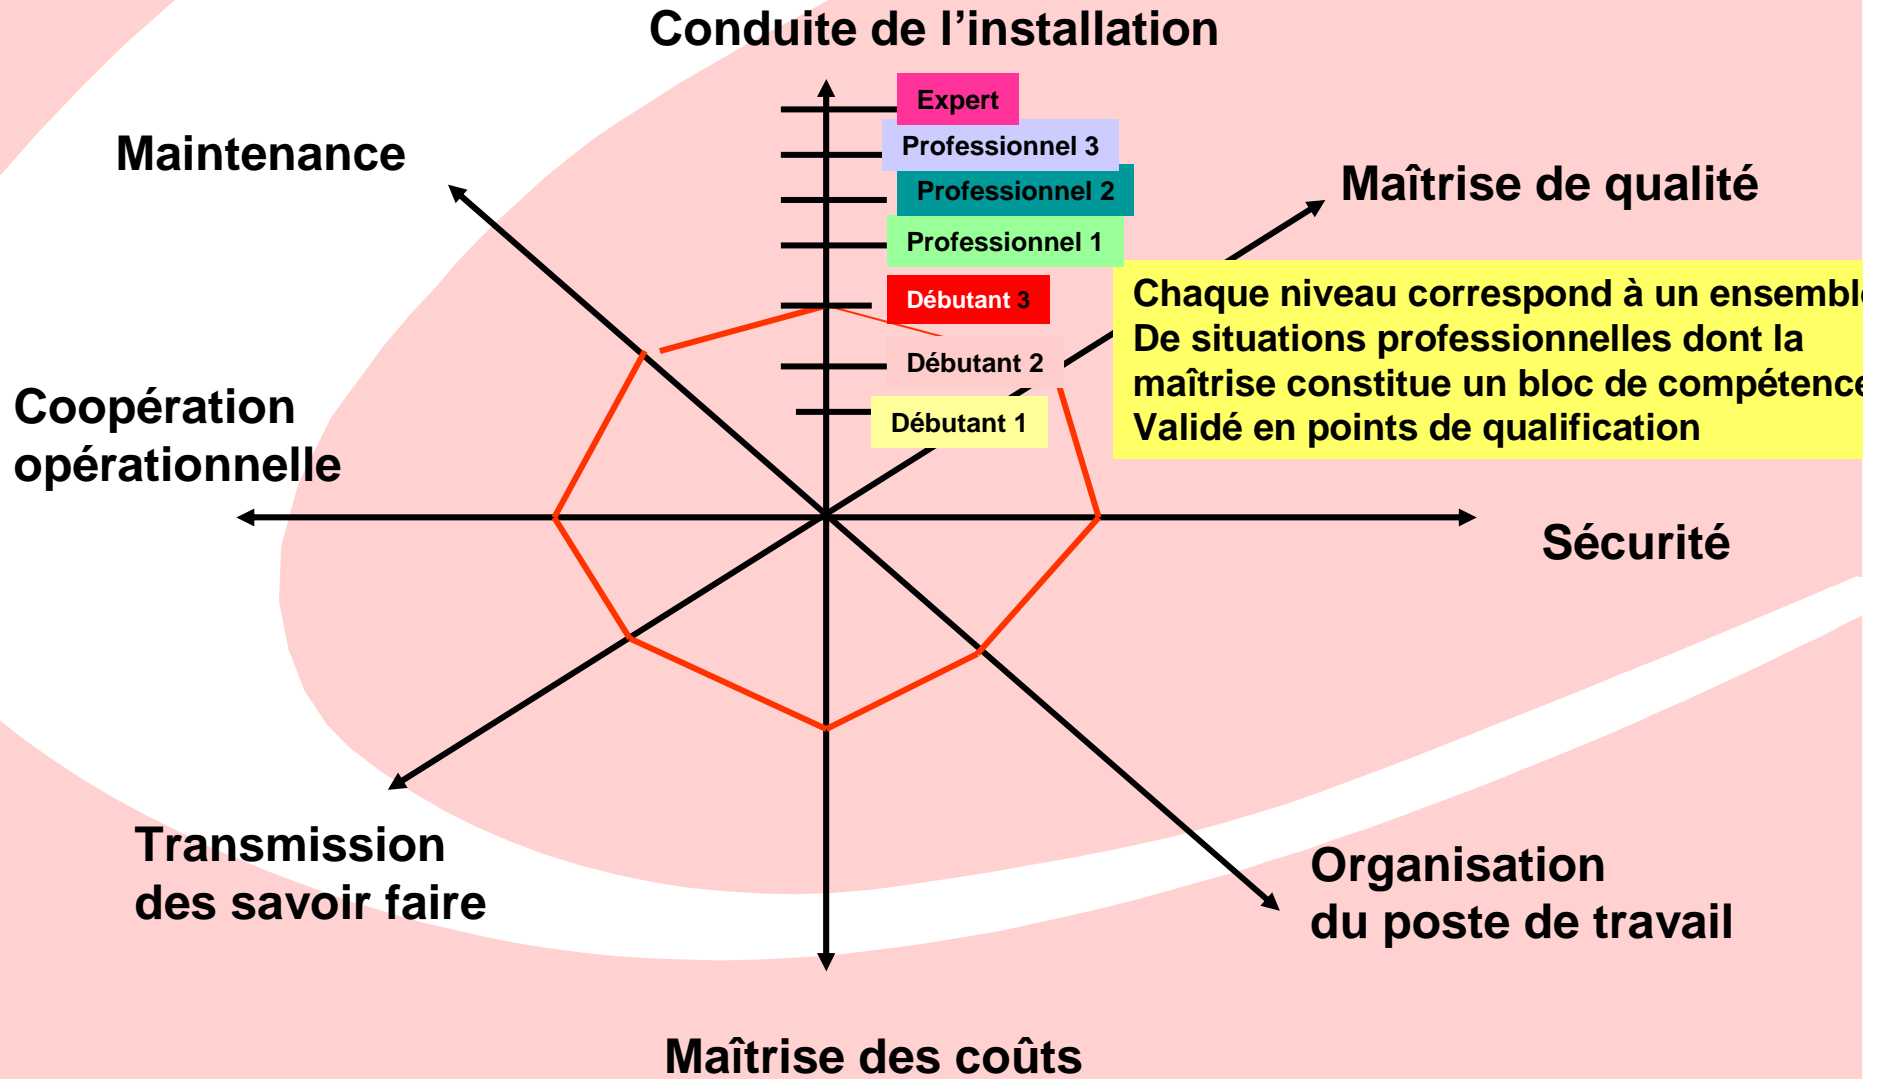 Conduite de l'installation
Expert
Professionnel 3
Professionnel 2
Professionnel 1
Débutant 3
Débutant 2
Débutant 1
Maintenance
Maîtrise de qualité
Chaque niveau correspond à un ensembl
De situations professionnelles dont la
maîtrise constitue un bloc de compétence
Validé en points de qualification
Coopération
opérationnelle
Sécurité
Transmission
des savoir faire
Organisation
du poste de travail
Maîtrise des coûts